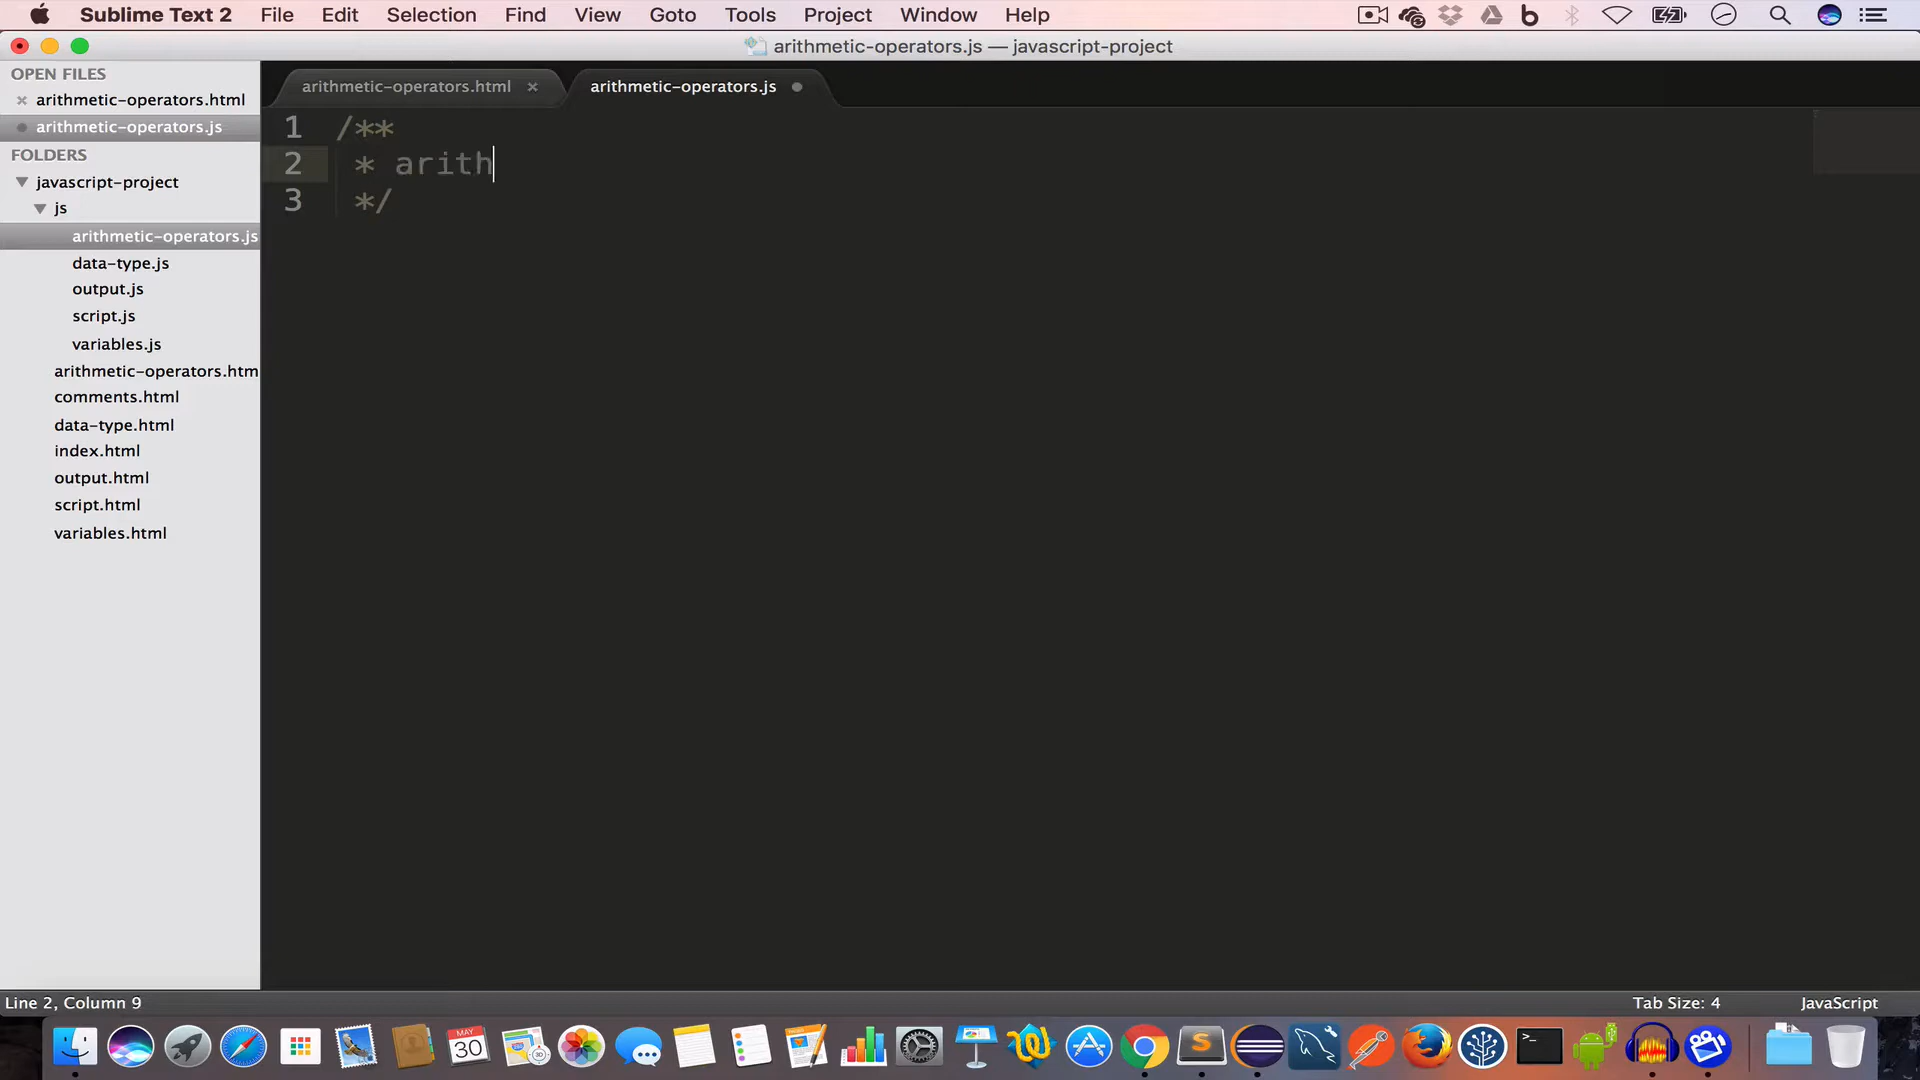 Sublime Text 2 File Edit Selection Find View Goto Tools Project Window Help
arithmetic-operators.js — javascript-project
OPEN FILES
arithmetic-operators.html
arithmetic-operators.js
FOLDERS
javascript-project
js
arithmetic-operators.js
data-type.js
output.js
script.js
variables.js
arithmetic-operators.htm
comments.html
data-type.html
index.html
output.html
script.html
variables.html
arithmetic-operators.html arithmetic-operators.js
1 /**
2 * arith
3 */
Line 2, Column 9 Tab Size: 4 JavaScript
MAY
30